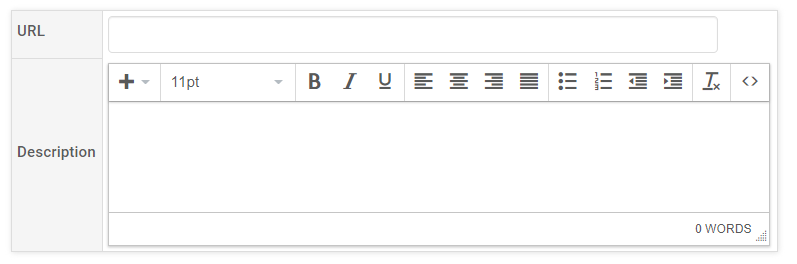 URL
11pt
B I U
Description
0 WORDS